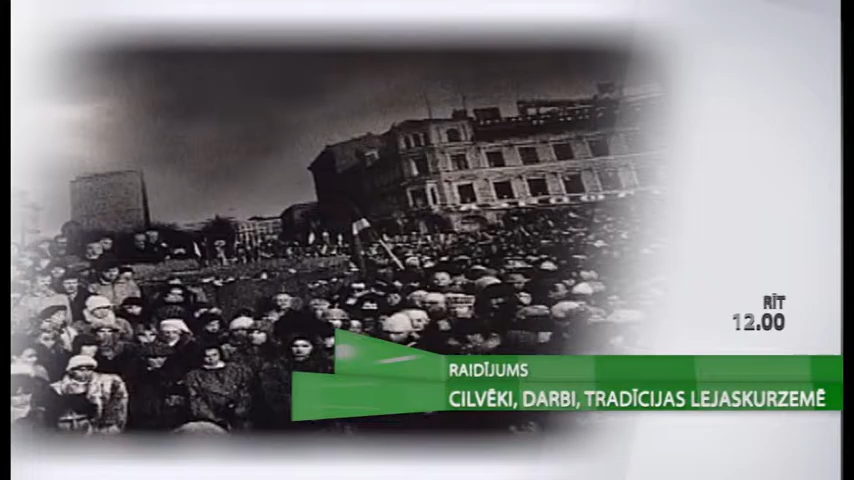 RĪT
12.00
RAIDĪJUMS
CILVĒKI, DARBI, TRADĪCIJAS LEJASKURZEMĒ